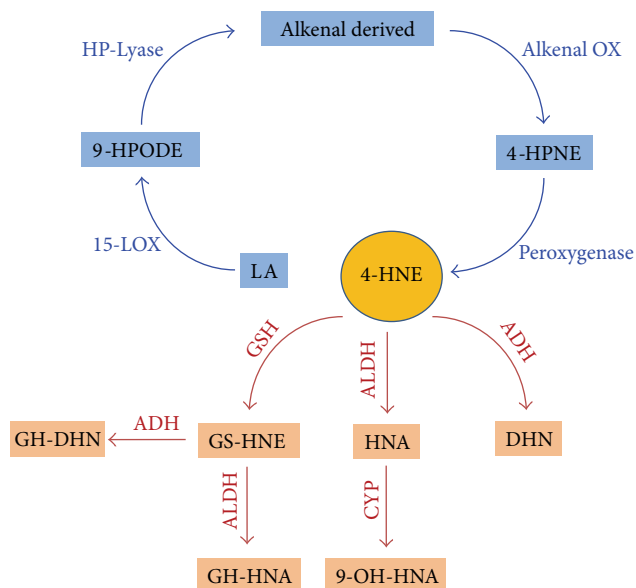 Alkenal derived
HP-Lyase
Alkenal OX
9-HPODE
4-HPNE
15-LOX
LA
4-HNE
Peroxygenase
GSH
ALDH
ADH
GH-DHN
ADH
GS-HNE
HNA
DHN
ALDH
CYP
GH-HNA
9-OH-HNA